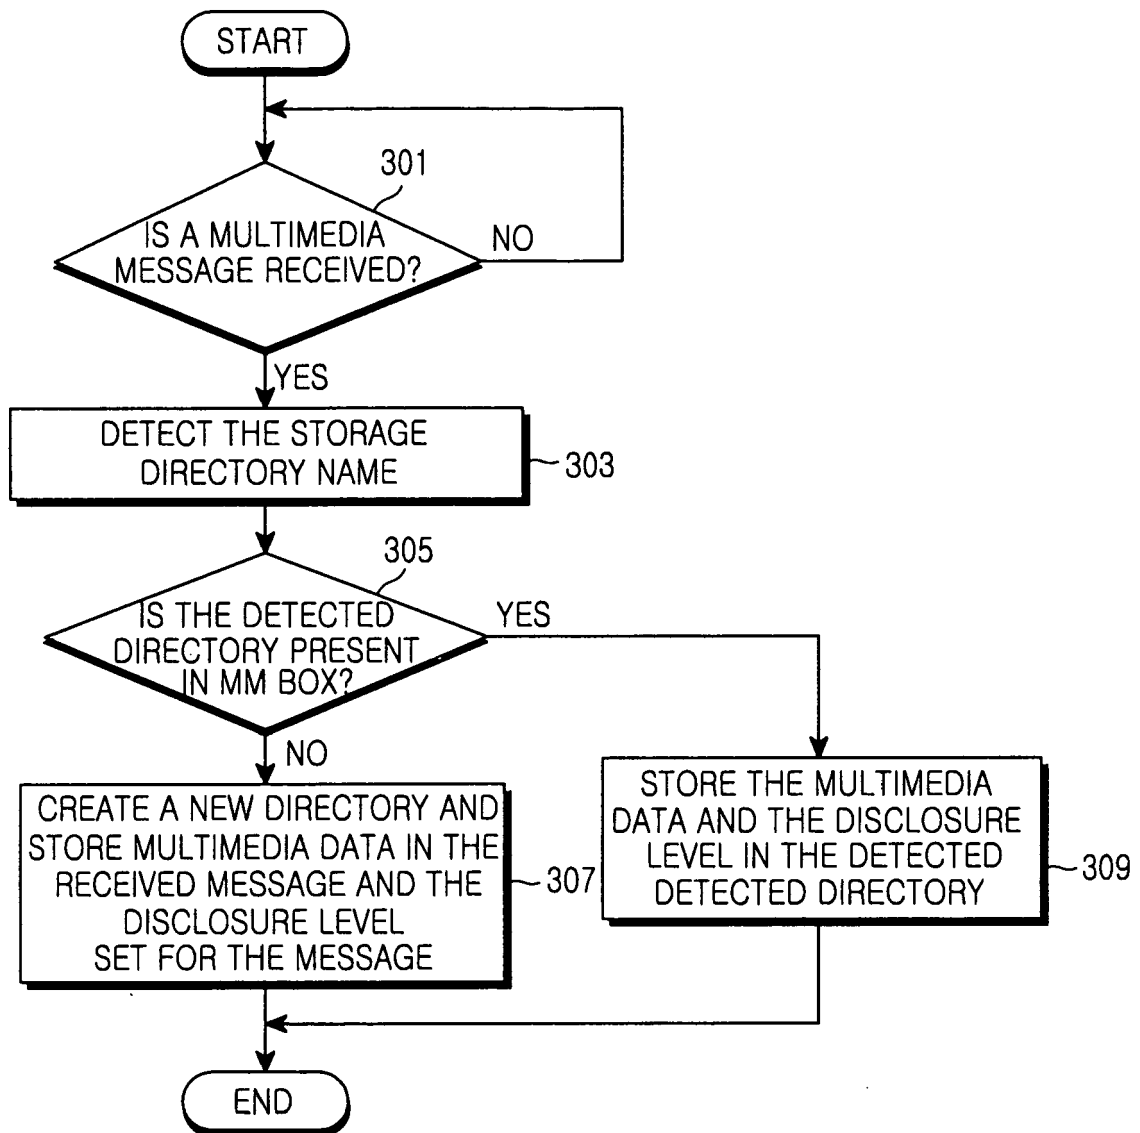 START
301
IS A MULTIMEDIA
MESSAGE RECEIVED?
NO
YES
DETECT THE STORAGE
DIRECTORY NAME
303
305
IS THE DETECTED
DIRECTORY PRESENT
IN MM BOX?
YES
NO
CREATE A NEW DIRECTORY AND
STORE MULTIMEDIA DATA IN THE
RECEIVED MESSAGE AND THE
DISCLOSURE LEVEL
SET FOR THE MESSAGE
307
STORE THE MULTIMEDIA
DATA AND THE DISCLOSURE
LEVEL IN THE DETECTED
DETECTED DIRECTORY
309
END